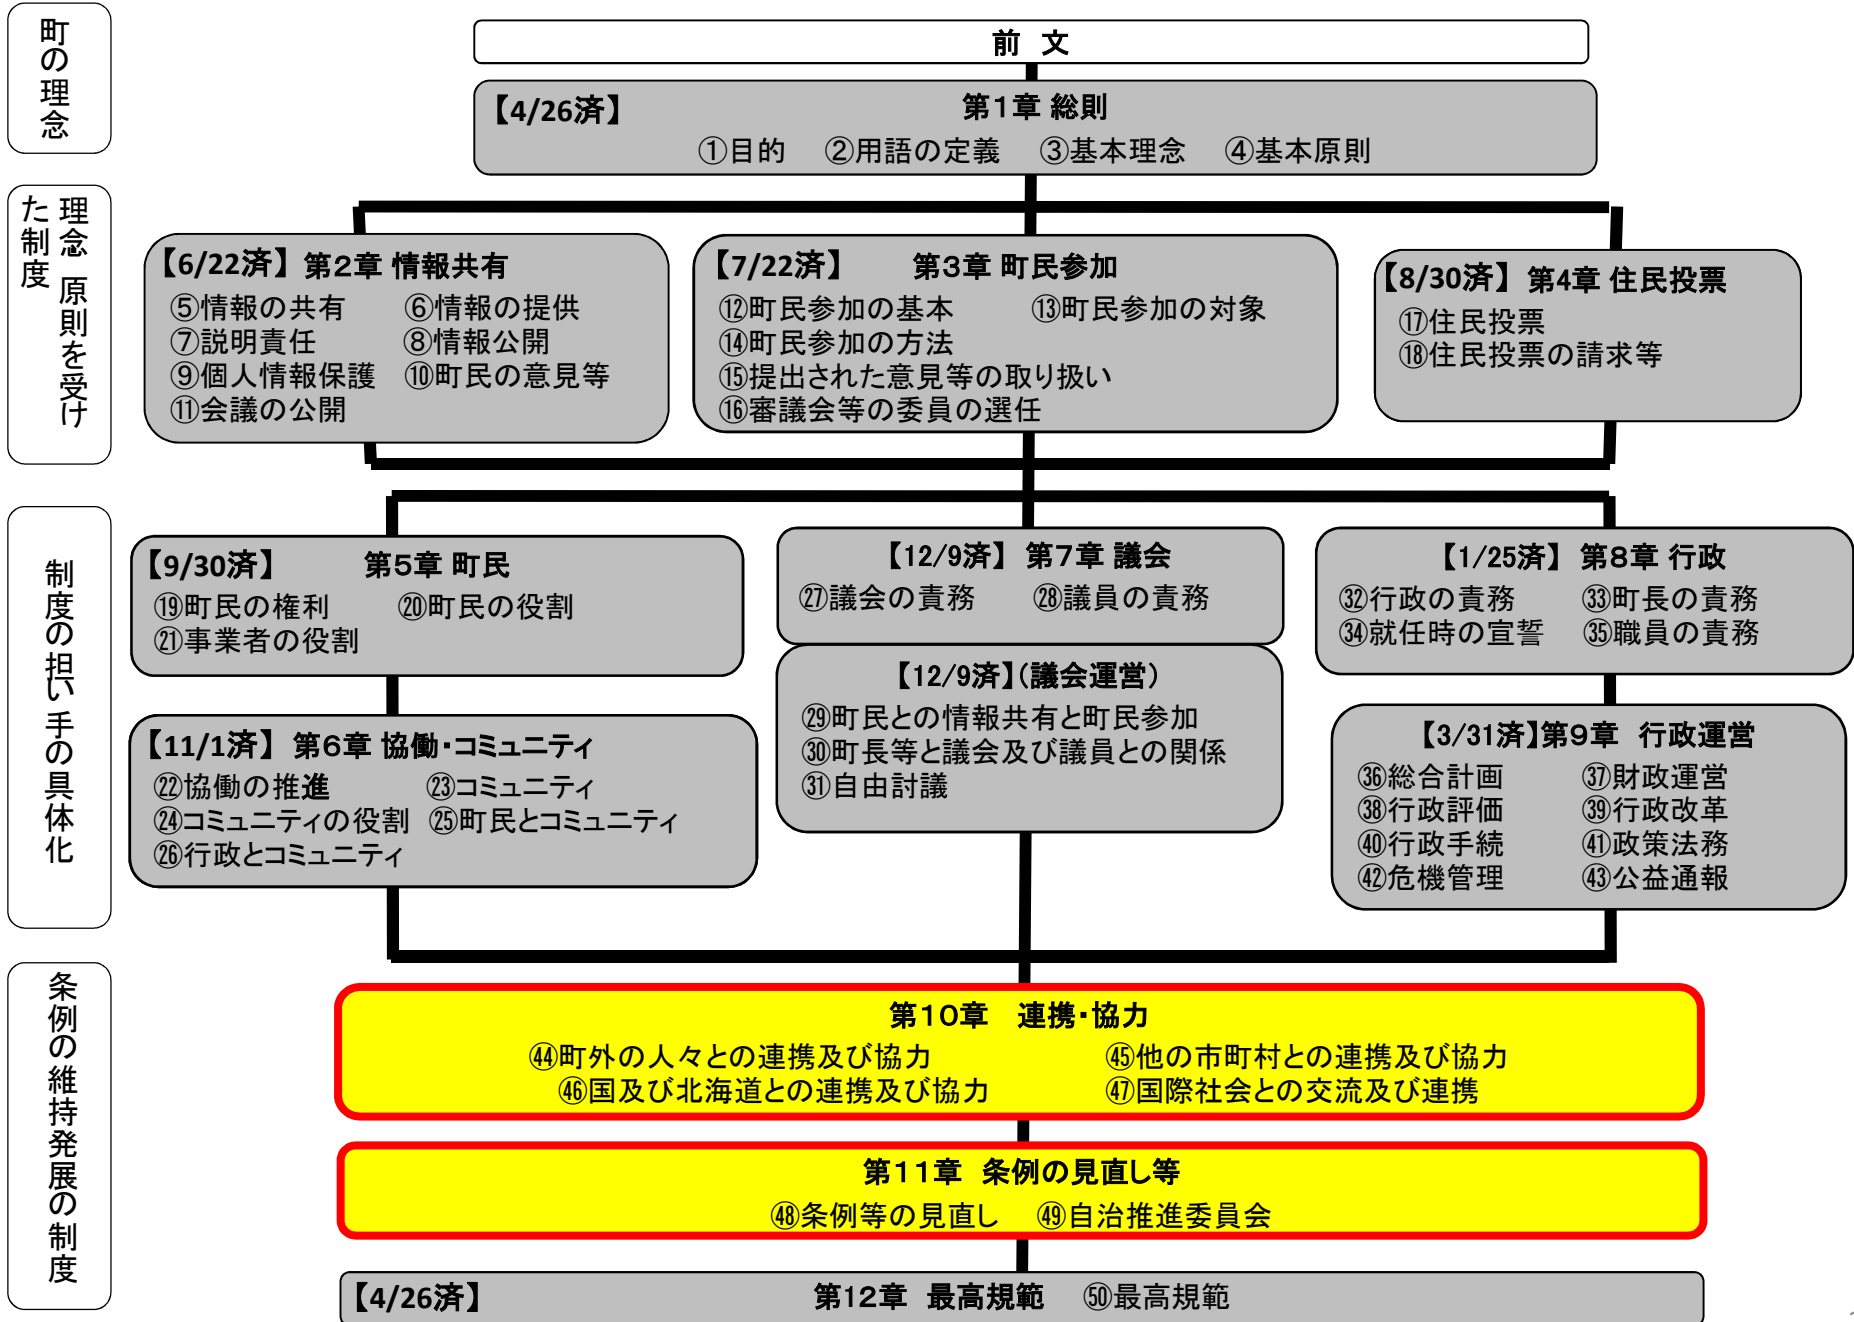 町の理念
前 文
【4/26済】 第1章 総則
①目的 ②用語の定義 ③基本理念 ④基本原則
理念 原則を受け
た制度
【6/22済】 第2章 情報共有
⑤情報の共有 ⑥情報の提供
⑦説明責任 ⑧情報公開
⑨個人情報保護 ⑩町民の意見等
⑪会議の公開
【7/22済】 第3章 町民参加
⑫町民参加の基本 ⑬町民参加の対象
⑭町民参加の方法
⑮提出された意見等の取り扱い
⑯審議会等の委員の選任
【8/30済】 第4章 住民投票
⑰住民投票
⑱住民投票の請求等
制度の担い手の具体化
【9/30済】 第5章 町民
⑲町民の権利 ⑳町民の役割
㉑事業者の役割
【11/1済】 第6章 協働・コミュニティ
㉒協働の推進 ㉓コミュニティ
㉔コミュニティの役割 ㉕町民とコミュニティ
㉖行政とコミュニティ
【12/9済】 第7章 議会
㉗議会の責務 ㉘議員の責務
【12/9済】(議会運営)
㉙町民との情報共有と町民参加
㉚町長等と議会及び議員との関係
㉛自由討議
【1/25済】 第8章 行政
㉜行政の責務 ㉝町長の責務
㉞就任時の宣誓 ㉟職員の責務
【3/31済】第9章 行政運営
㊱総合計画 ㊲財政運営
㊳行政評価 ㊴行政改革
㊵行政手続 ㊶政策法務
㊷危機管理 ㊸公益通報
条例の維持発展の制度
第10章 連携・協力
㊹町外の人々との連携及び協力 ㊺他の市町村との連携及び協力
㊻国及び北海道との連携及び協力 ㊼国際社会との交流及び連携
第11章 条例の見直し等
㊽条例等の見直し ㊾自治推進委員会
【4/26済】 第12章 最高規範 ㊿最高規範